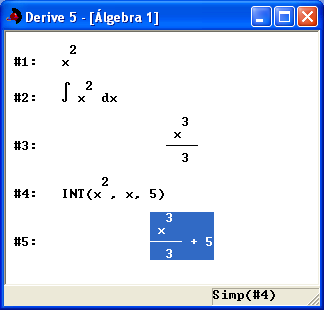 Derive 5 - [Álgebra 1]
#1: x^2
#2: ∫ x^2 dx
#3: x^3/3
#4: INT(x^2, x, 5)
#5: x^3/3 + 5
Simp(#4)